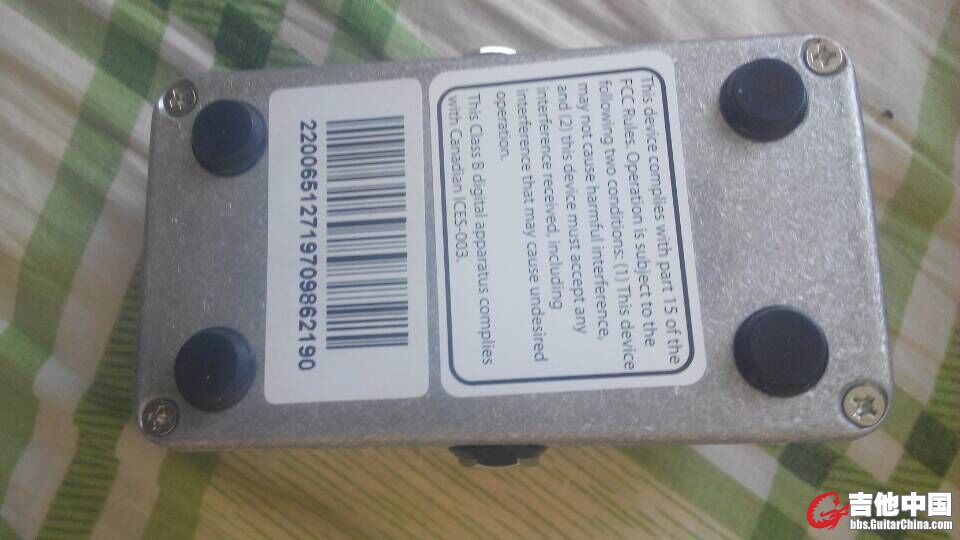 This device complies with part 15 of the
FCC Rules. Operation is subject to the
following two conditions: (1) This device
may not cause harmful interference,
and (2) this device must accept any
interference received, including
interference that may cause undesired
operation.
This Class B digital apparatus complies
with Canadian ICES-003.
220065127197098621​90
吉他中国
bbs.GuitarChina.com